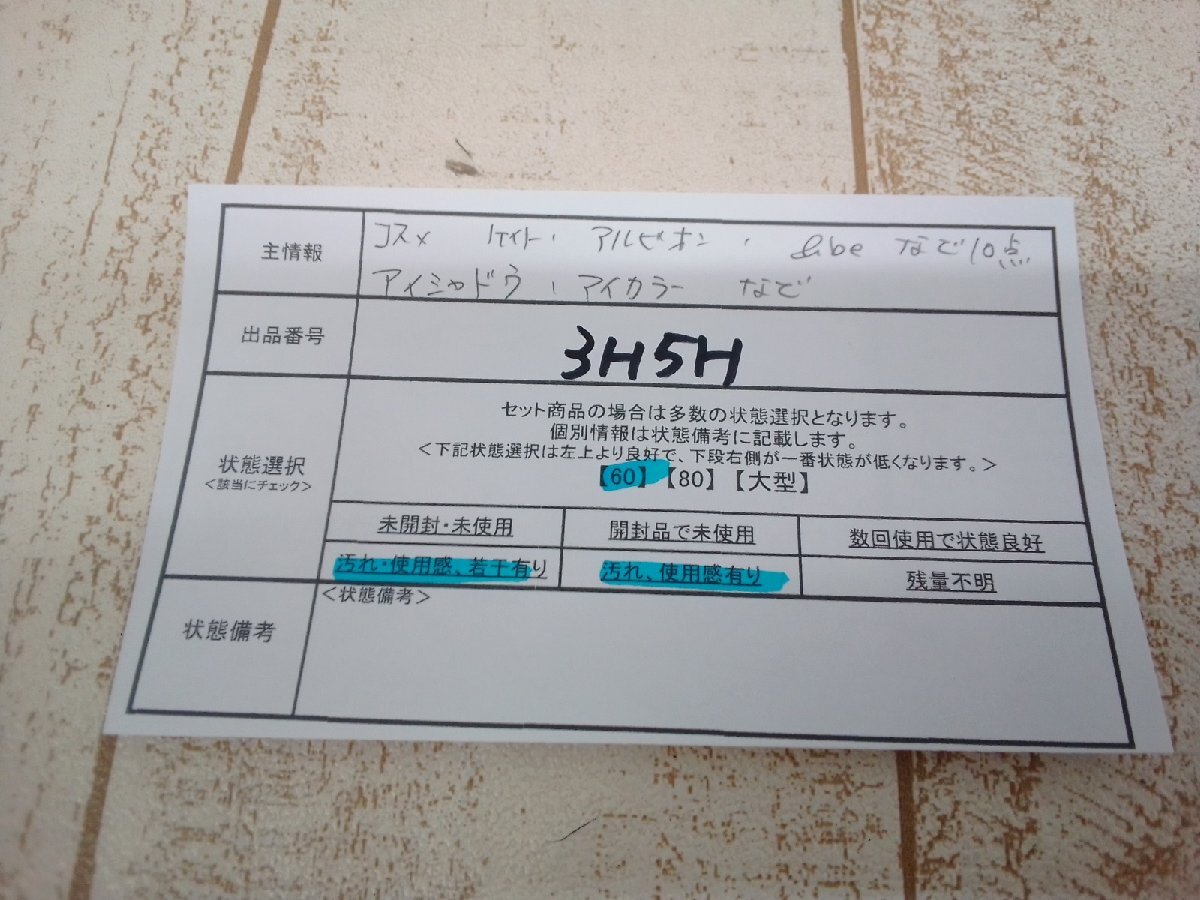 主情報
コスメ ケイト・アルビオン・&be など10点
アイシャドウ・アイカラー など
出品番号
3H5H
状態選択
<該当にチェック>
セット商品の場合は多数の状態選択となります。
個別情報は状態備考に記載します。
<下記状態選択は左上より良好で、下段右側が一番状態が低くなります。>
【60】【80】【大型】
未開封・未使用
開封品で未使用
数回使用で状態良好
汚れ・使用感、若干有り
汚れ、使用感有り
残量不明
状態備考
<状態備考>